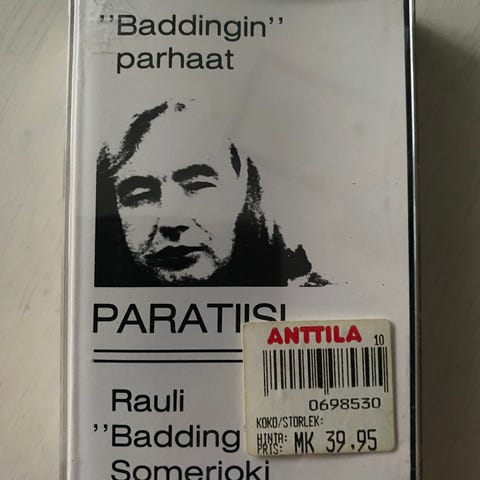 "Baddingin"
parhaat
PARATIISI
ANTTILA
10
0698530
KOKO/STORLEK:
HINTA:
PRIS: MK 39,95
Rauli
"Badding
Somerjoki